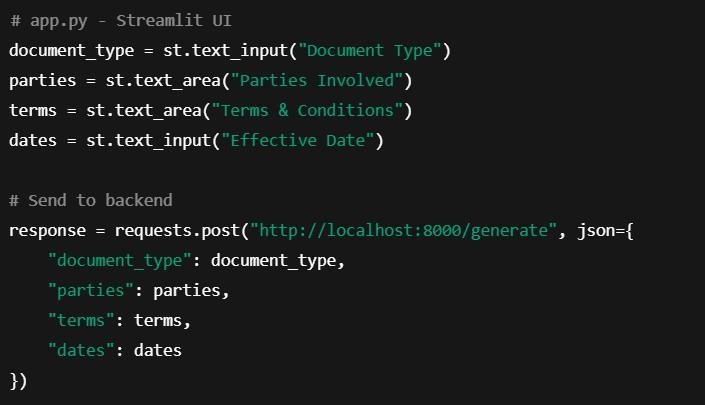 # app.py - Streamlit UI
document_type = st.text_input("Document Type")
parties = st.text_area("Parties Involved")
terms = st.text_area("Terms & Conditions")
dates = st.text_input("Effective Date")

# Send to backend
response = requests.post("http://localhost:8000/generate", json={
    "document_type": document_type,
    "parties": parties,
    "terms": terms,
    "dates": dates
})